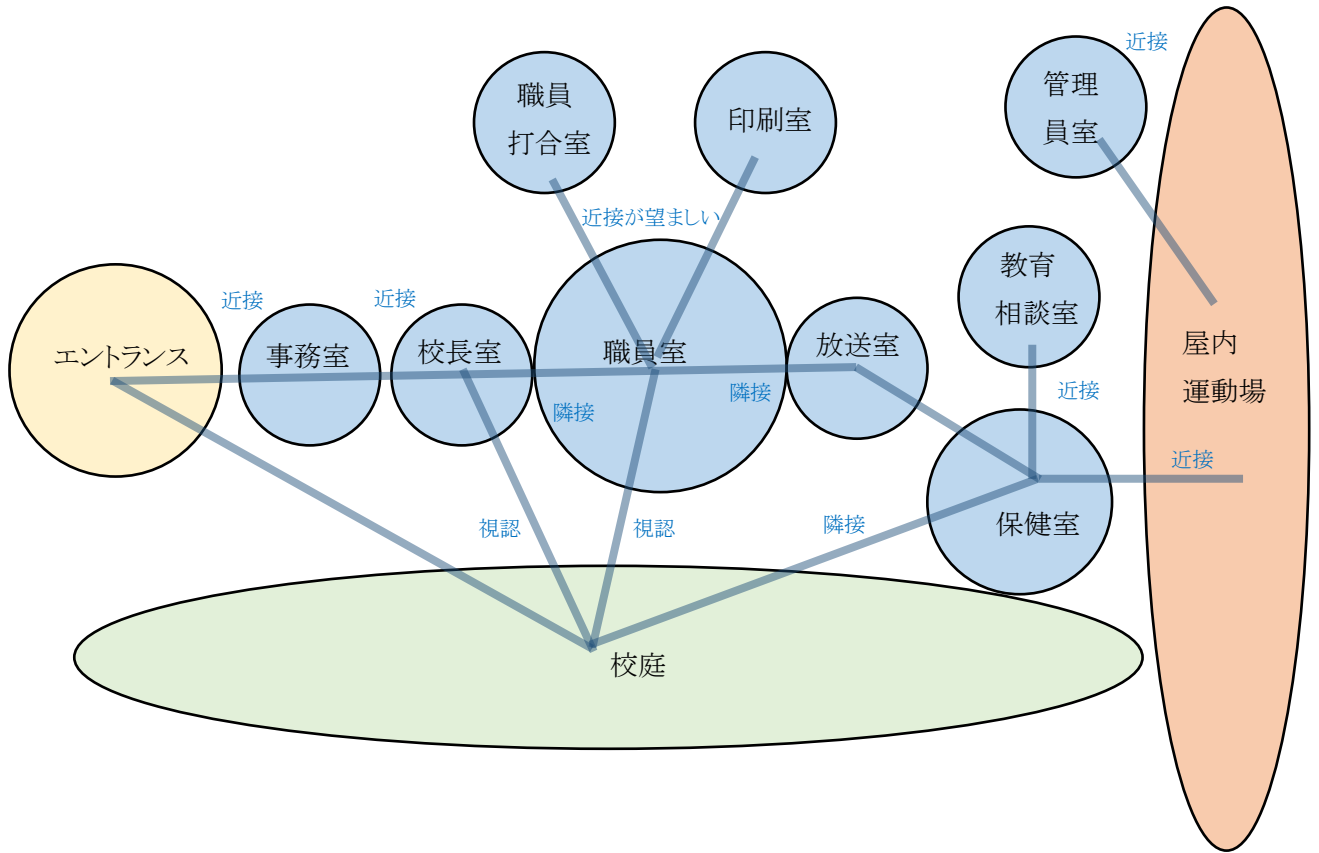 近接
管理
員室
職員
打合室
印刷室
近接が望ましい
教育
相談室
近接
近接
エントランス
事務室
校長室
職員室
放送室
屋内
運動場
隣接
隣接
近接
近接
視認
視認
隣接
保健室
校庭